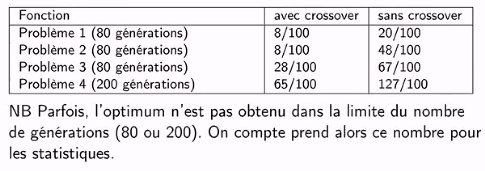 Fonction avec crossover sans crossover
Problème 1 (80 générations) 8/100 20/100
Problème 2 (80 générations) 8/100 48/100
Problème 3 (80 générations) 28/100 67/100
Problème 4 (200 générations) 65/100 127/100
NB Parfois, l'optimum n'est pas obtenu dans la limite du nombre
de générations (80 ou 200). On compte prend alors ce nombre pour
les statistiques.